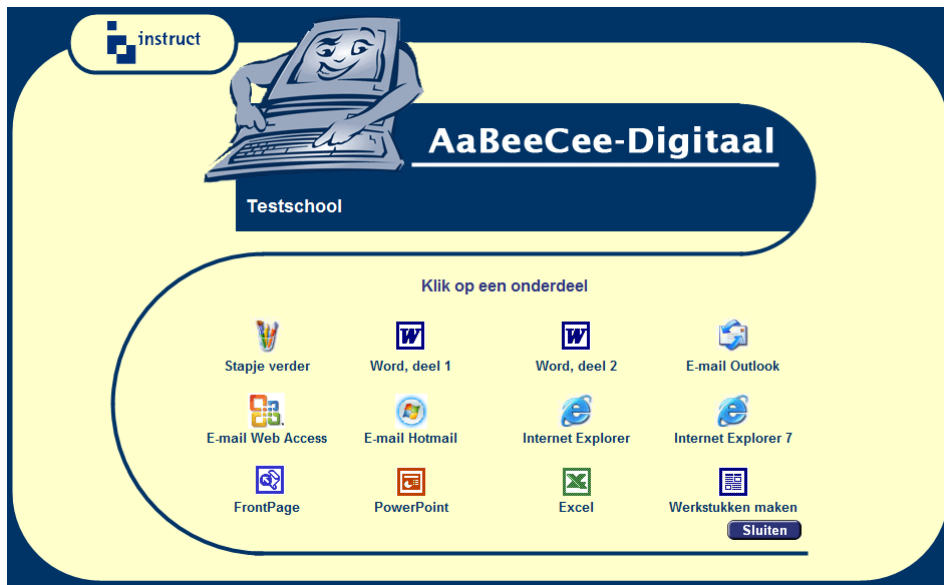 instruct
AaBeeCee-Digitaal
Testschool
Klik op een onderdeel
Stapje verder
Word, deel 1
Word, deel 2
E-mail Outlook
E-mail Web Access
E-mail Hotmail
Internet Explorer
Internet Explorer 7
FrontPage
PowerPoint
Excel
Werkstukken maken
Sluiten